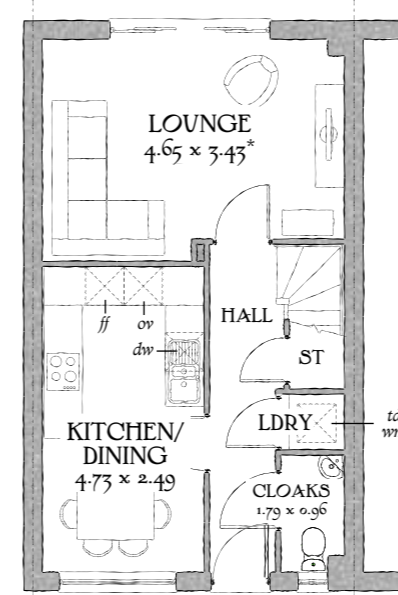 LOUNGE
4.65 x 3.43*
HALL
ff
ov
dw
ST
LDRY
KITCHEN/
DINING
4.73 x 2.49
CLOAKS
1.79 x 0.96